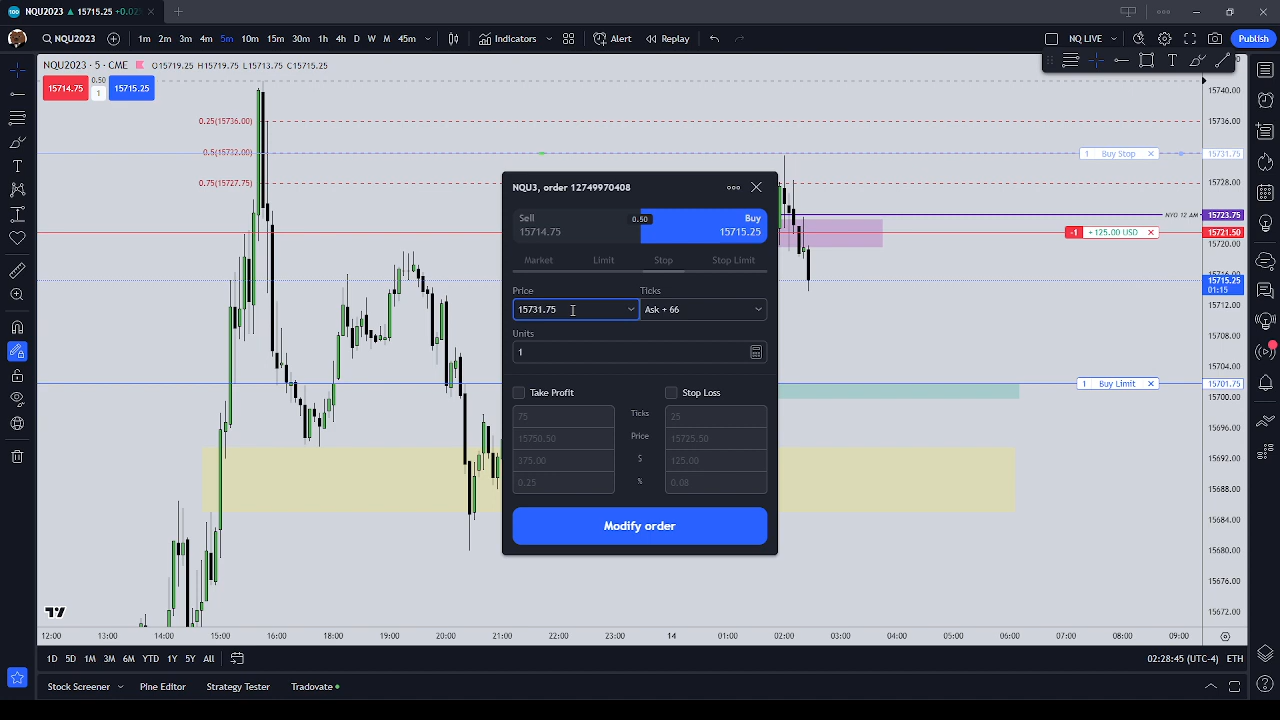 NQU2023 ▲ 15715.25 +0.02
NQU2023 1m 2m 3m 4m 5m 10m 15m 30m 1h 4h D W M 45m Indicators Alert Replay NQ LIVE Publish
NQU2023 · 5 · CME O15719.25 H15719.75 L15713.75 C15715.25
15714.75 0.50 1 15715.25
15740.00
0.25(15736.00) 15736.00
0.5(15732.00) 1 Buy Stop × 15731.75
0.75(15727.75) 15728.00
NYO 12 AM 15723.75
-1 +125.00 USD × 15721.50
15720.00
15715.25
01:15
15712.00
15708.00
15704.00
1 Buy Limit × 15701.75
15700.00
15696.00
15692.00
15688.00
15684.00
15680.00
15676.00
15672.00
NQU3, order 12749970408
Sell 0.50 Buy
15714.75 15715.25
Market Limit Stop Stop Limit
Price Ticks
15731.75 Ask + 66
Units
1
Take Profit Stop Loss
75 Ticks 25
15750.50 Price 15725.50
375.00 $ 125.00
0.25 % 0.08
Modify order
12:00 13:00 14:00 15:00 16:00 17:00 18:00 19:00 20:00 21:00 22:00 23:00 14 01:00 02:00 03:00 04:00 05:00 06:00 07:00 08:00 09:00
1D 5D 1M 3M 6M YTD 1Y 5Y All 02:28:45 (UTC-4) ETH
Stock Screener Pine Editor Strategy Tester Tradovate